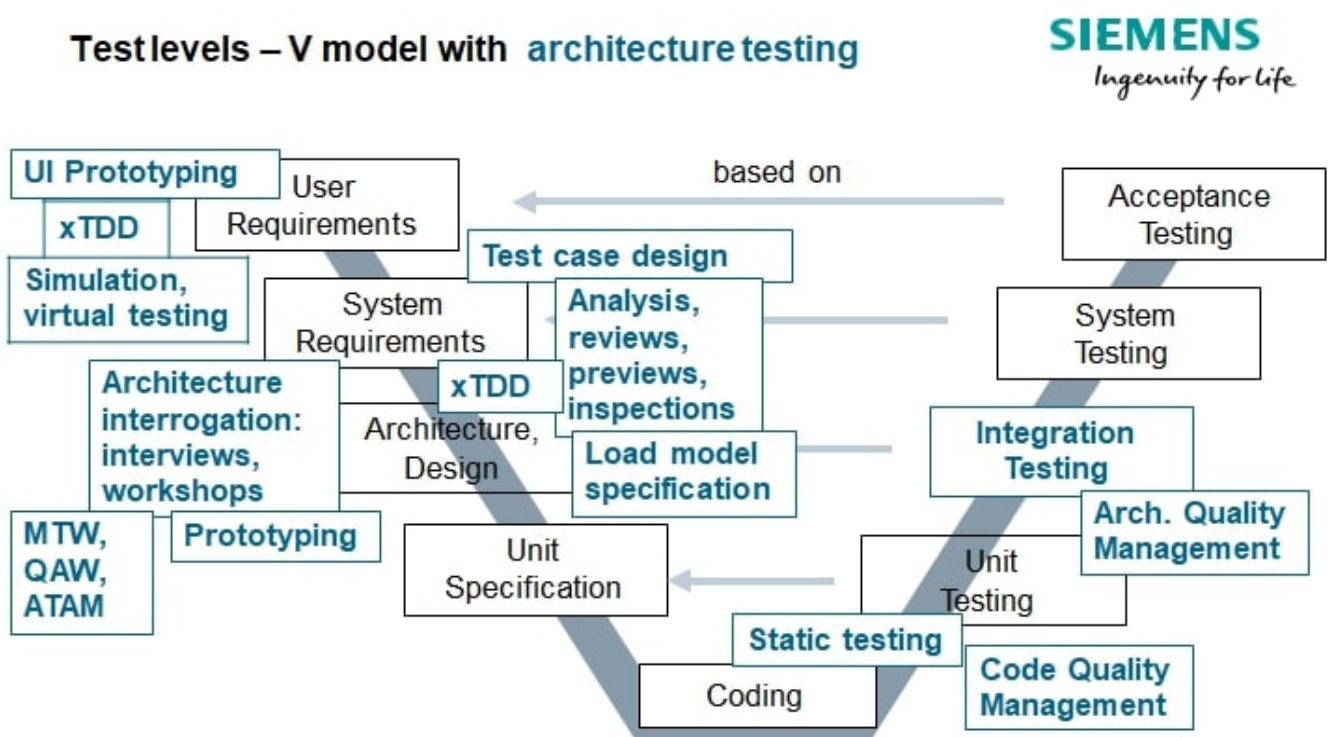 Test levels – V model with architecture testing
SIEMENS
Ingenuity for life
UI Prototyping
User
Requirements
based on
Acceptance
Testing
xTDD
Test case design
Simulation,
virtual testing
System
Requirements
Analysis,
reviews,
previews,
inspections
System
Testing
Architecture
interrogation:
interviews,
workshops
xTDD
Architecture,
Design
Load model
specification
Integration
Testing
MTW,
QAW,
ATAM
Prototyping
Unit
Specification
Unit
Testing
Arch. Quality
Management
Static testing
Coding
Code Quality
Management